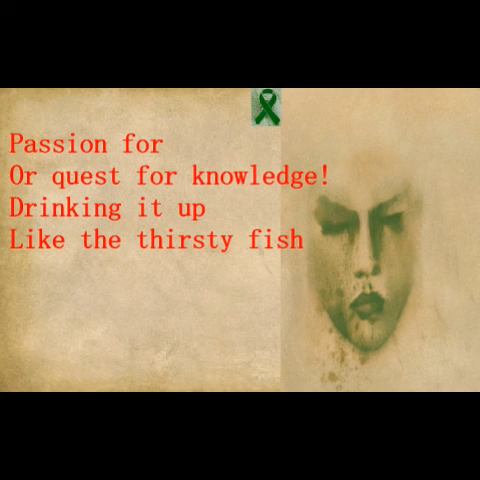 Passion for
Or quest for knowledge!
Drinking it up
Like the thirsty fish